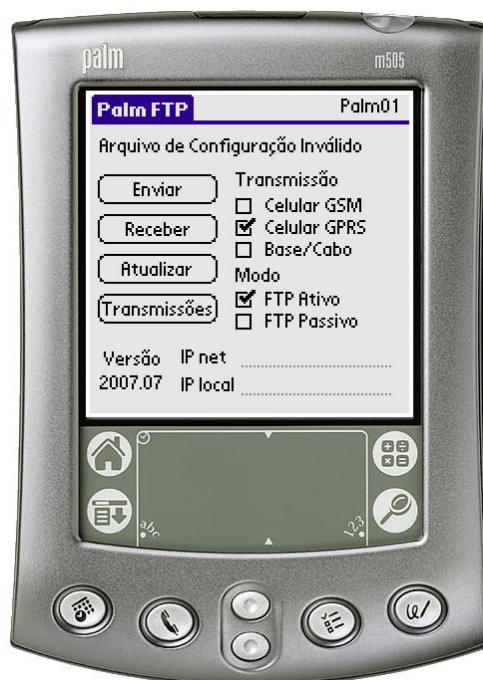 palm
m505
Palm FTP
Palm01
Arquivo de Configuração Inválido
Enviar
Receber
Atualizar
Transmissões
Transmissão
Celular GSM
Celular GPRS
Base/Cabo
Modo
FTP Ativo
FTP Passivo
Versão
2007.07
IP net
IP local
abc
123